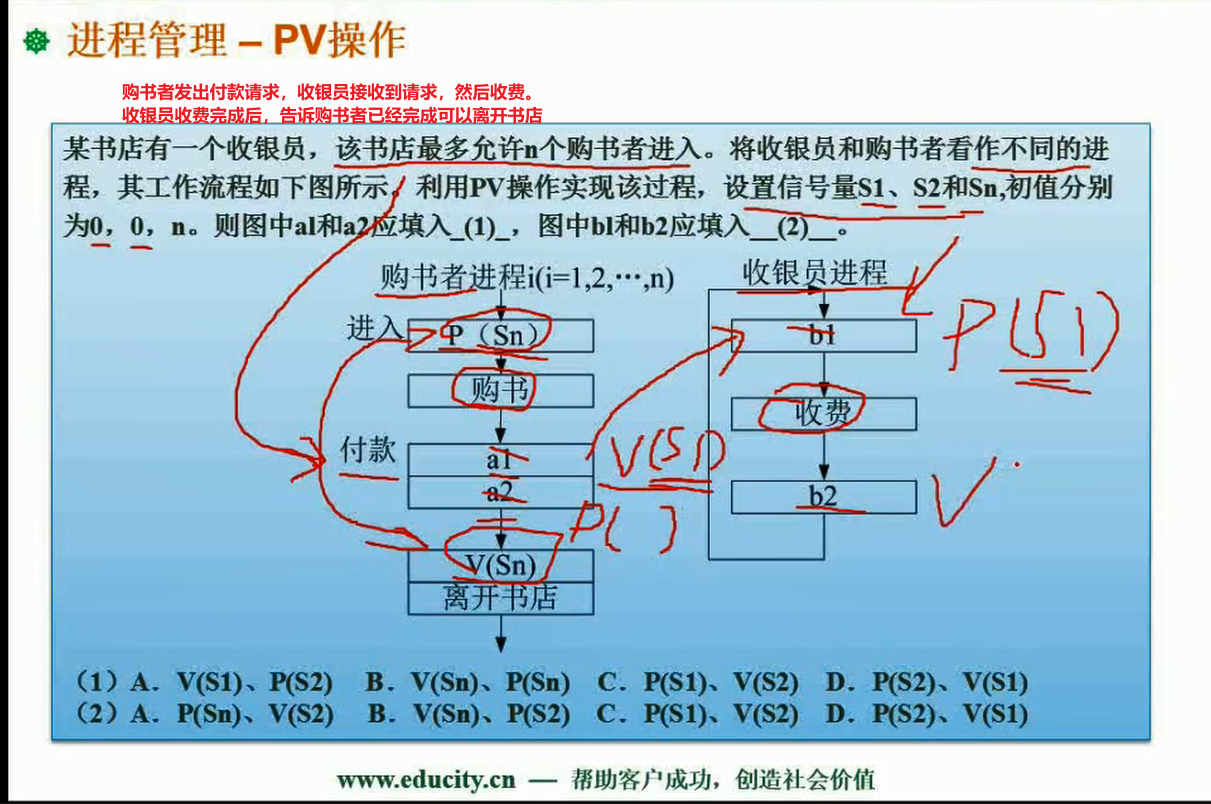 进程管理 – PV操作
购书者发出付款请求，收银员接收到请求，然后收费。
收银员收费完成后，告诉购书者已经完成可以离开书店
某书店有一个收银员，该书店最多允许n个购书者进入。将收银员和购书者看作不同的进
程，其工作流程如下图所示。利用PV操作实现该过程，设置信号量S1、S2和Sn,初值分别
为0，0，n。则图中a1和a2应填入_(1)_，图中b1和b2应填入__(2)__。
购书者进程i(i=1,2,…,n)
收银员进程
进入
P（Sn）
b1
P(S1)
购书
收费
付款
a1
V(S1)
a2
b2
V
P( )
V(Sn)
离开书店
（1）A．V(S1)、P(S2) B．V(Sn)、P(Sn) C．P(S1)、V(S2) D．P(S2)、V(S1)
（2）A．P(Sn)、V(S2) B．V(Sn)、P(S2) C．P(S1)、V(S2) D．P(S2)、V(S1)
www.educity.cn — 帮助客户成功，创造社会价值